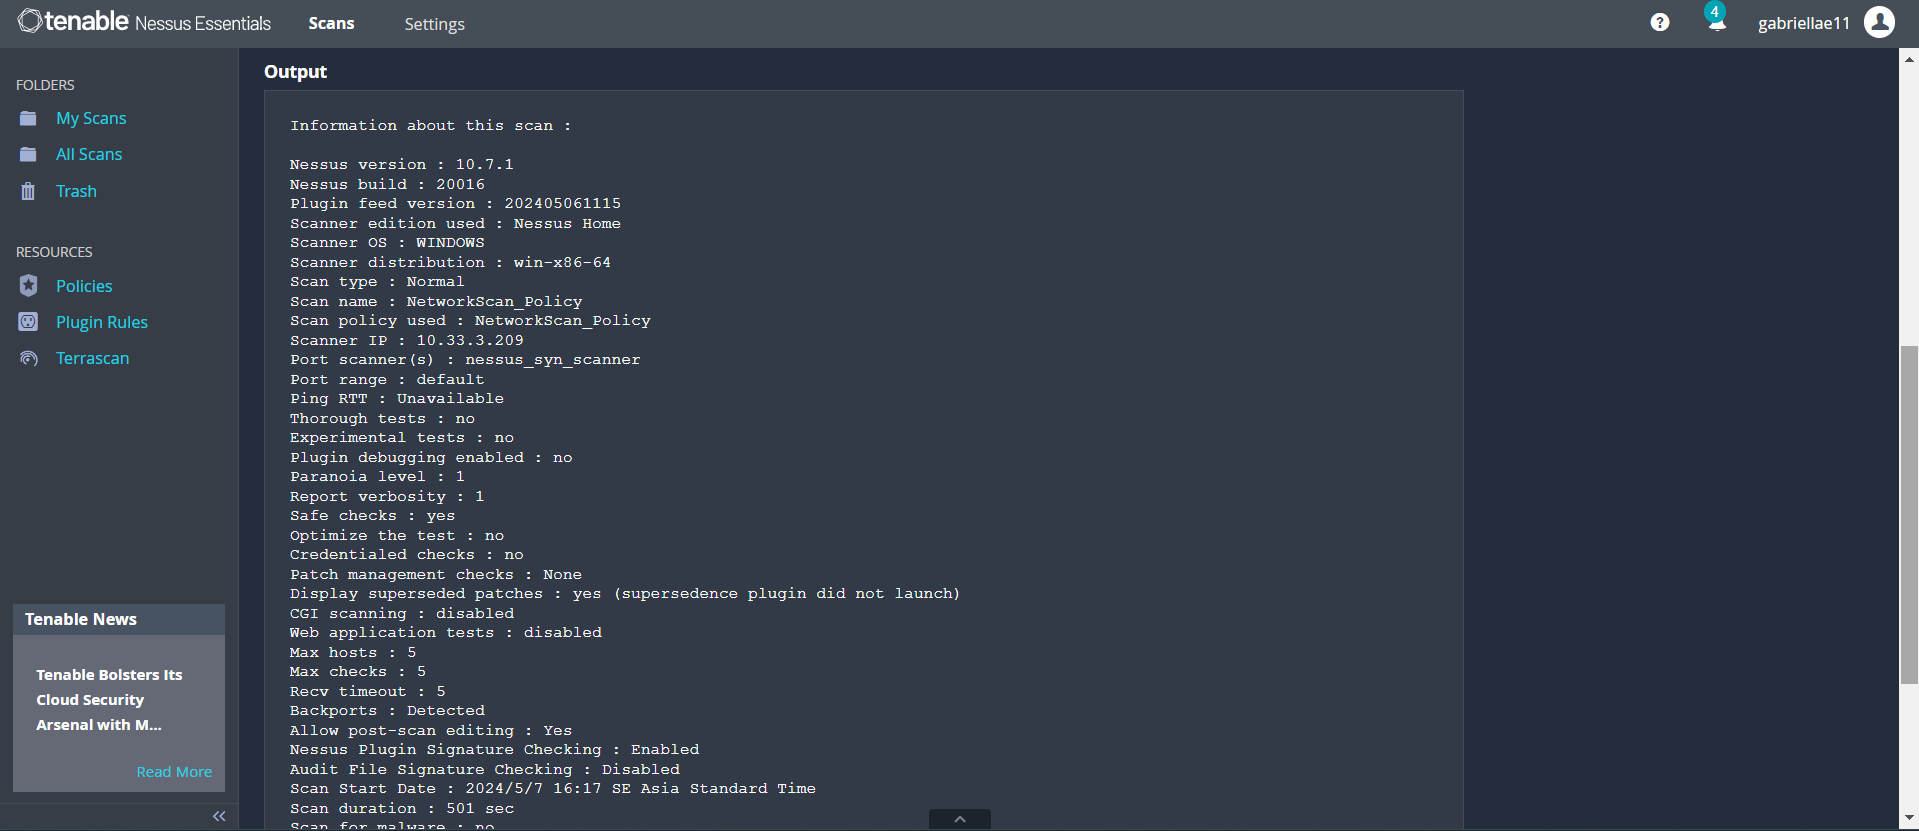 tenable Nessus Essentials
Scans
Settings
4
gabriellae11
FOLDERS
My Scans
All Scans
Trash
RESOURCES
Policies
Plugin Rules
Terrascan
Tenable News
Tenable Bolsters Its
Cloud Security
Arsenal with M...
Read More
Output
Information about this scan :
Nessus version : 10.7.1
Nessus build : 20016
Plugin feed version : 202405061115
Scanner edition used : Nessus Home
Scanner OS : WINDOWS
Scanner distribution : win-x86-64
Scan type : Normal
Scan name : NetworkScan_Policy
Scan policy used : NetworkScan_Policy
Scanner IP : 10.33.3.209
Port scanner(s) : nessus_syn_scanner
Port range : default
Ping RTT : Unavailable
Thorough tests : no
Experimental tests : no
Plugin debugging enabled : no
Paranoia level : 1
Report verbosity : 1
Safe checks : yes
Optimize the test : no
Credentialed checks : no
Patch management checks : None
Display superseded patches : yes (supersedence plugin did not launch)
CGI scanning : disabled
Web application tests : disabled
Max hosts : 5
Max checks : 5
Recv timeout : 5
Backports : Detected
Allow post-scan editing : Yes
Nessus Plugin Signature Checking : Enabled
Audit File Signature Checking : Disabled
Scan Start Date : 2024/5/7 16:17 SE Asia Standard Time
Scan duration : 501 sec
Scan for malware : no